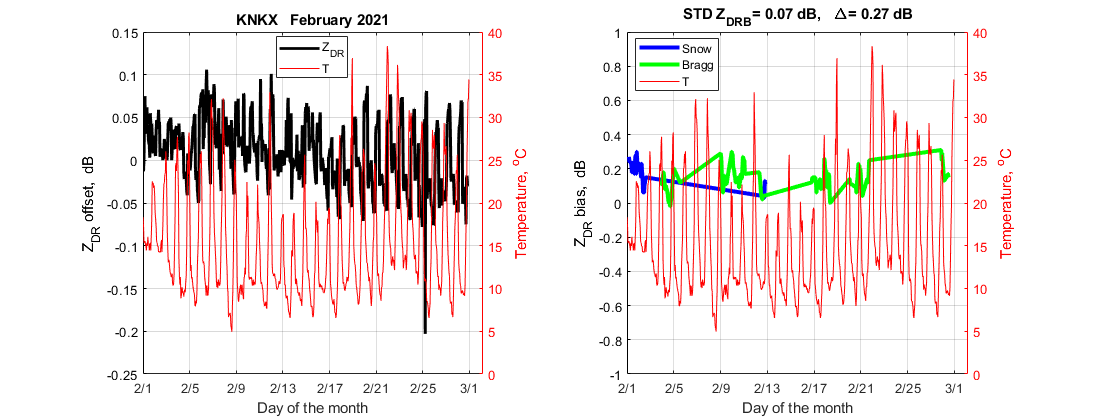 KNKX February 2021
0.15
0.1
0.05
0
-0.05
-0.1
-0.15
-0.2
-0.25
Z_DR offset, dB
Z_DR
T
40
35
30
25
20
15
10
5
0
Temperature, °C
2/1 2/5 2/9 2/13 2/17 2/21 2/25 3/1
Day of the month
STD Z_DRB= 0.07 dB, Δ= 0.27 dB
1
0.8
0.6
0.4
0.2
0
-0.2
-0.4
-0.6
-0.8
-1
Z_DR bias, dB
Snow
Bragg
T
40
35
30
25
20
15
10
5
0
Temperature, °C
2/1 2/5 2/9 2/13 2/17 2/21 2/25 3/1
Day of the month